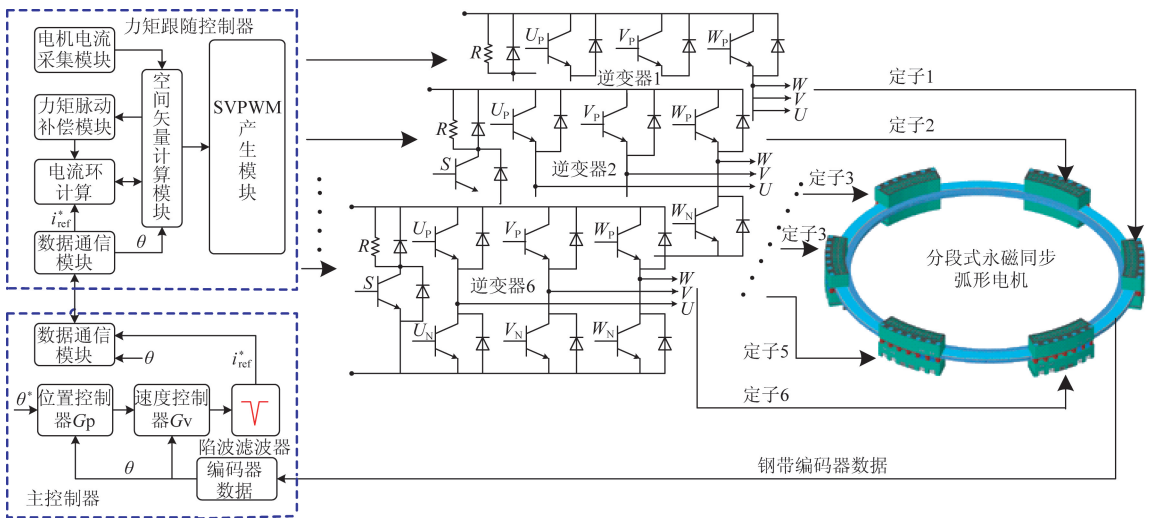 力矩跟随控制器
电机电流
采集模块
力矩脉动
补偿模块
电流环
计算
i*ref
数据通信
模块
θ
空间矢量计算模块
SVPWM
产生模块
R
UP
VP
WP
逆变器1
W
V
U
R
S
UP
VP
WP
逆变器2
W
V
U
WN
R
S
UP
VP
WP
逆变器6
W
V
U
UN
VN
WN
定子1
定子2
定子3
定子3
定子5
定子6
分段式永磁同步
弧形电机
数据通信
模块
θ
i*ref
θ*
位置控制
器Gp
速度控制
器Gv
陷波滤波器
θ
编码器
数据
主控制器
钢带编码器数据